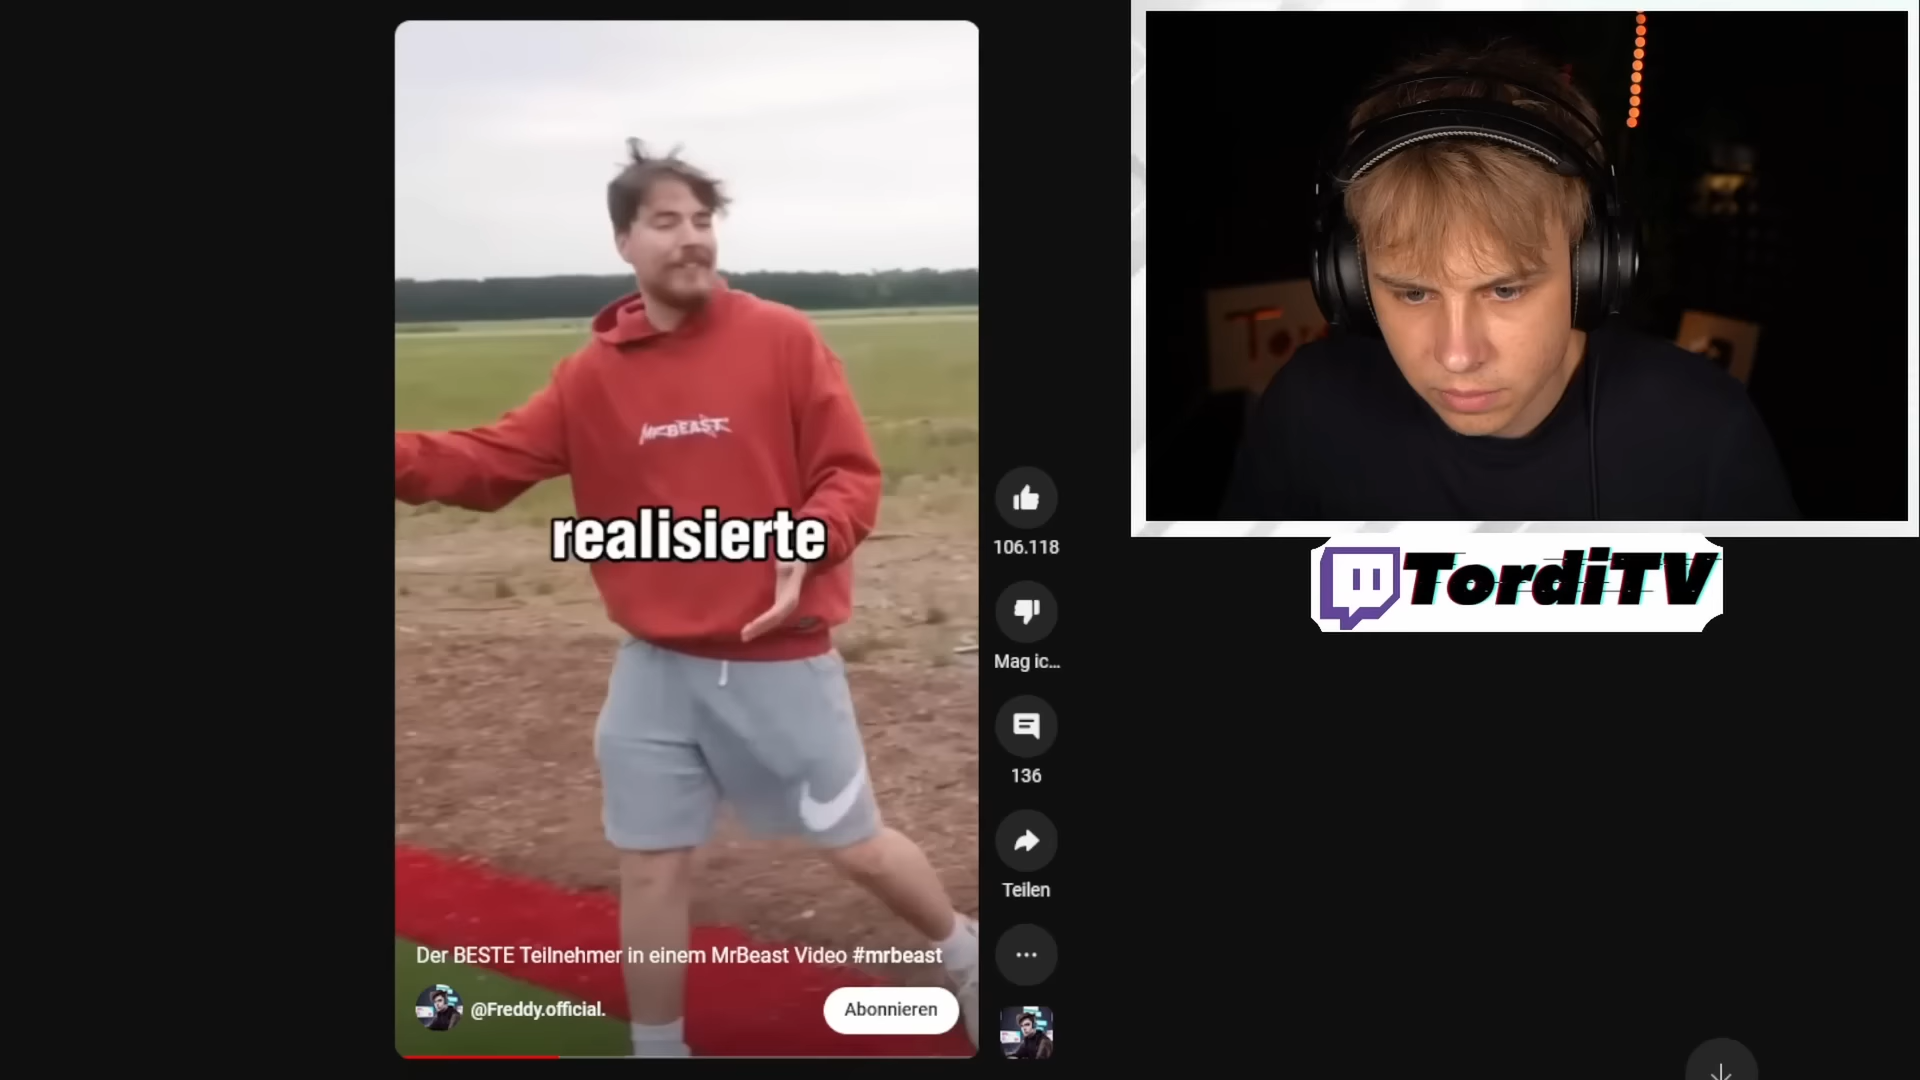 MRBEAST
realisierte
106.118
Mag ic...
136
Teilen
Der BESTE Teilnehmer in einem MrBeast Video #mrbeast
@Freddy.official.
Abonnieren
TordiTV